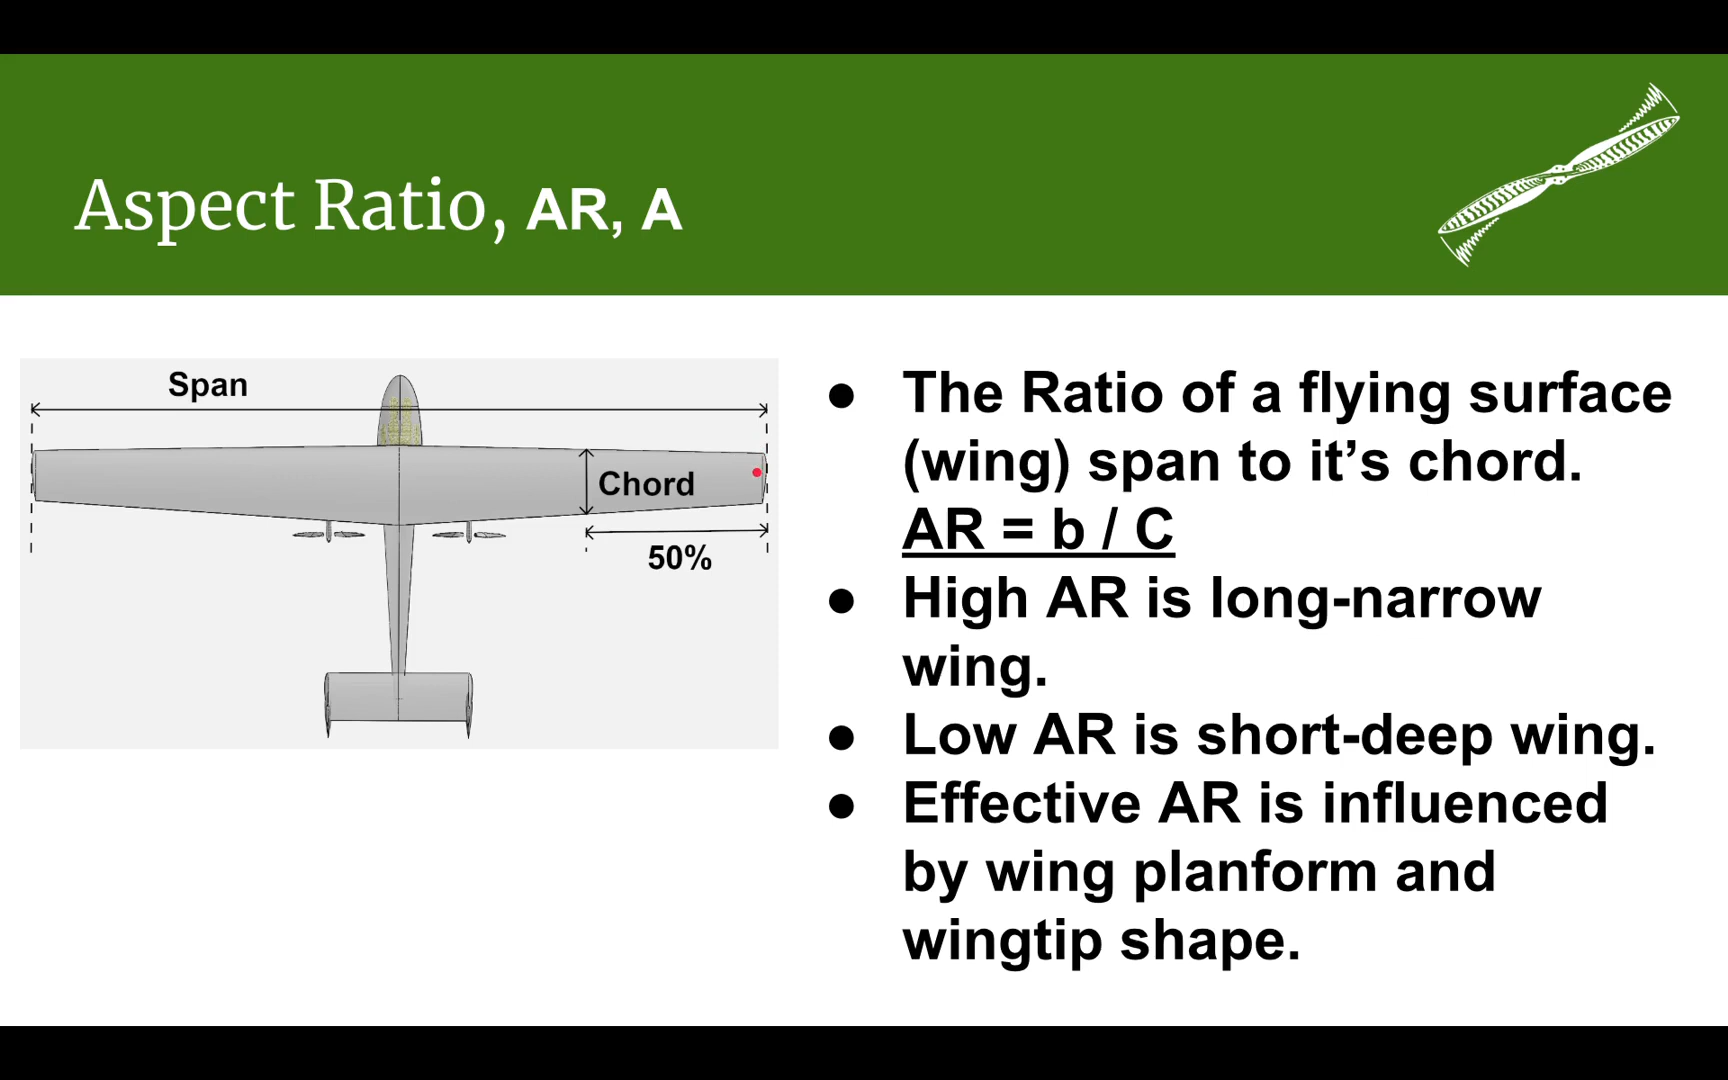 Aspect Ratio, AR, A
Span
Chord
50%
● The Ratio of a flying surface
(wing) span to it’s chord.
AR = b / C
● High AR is long-narrow
wing.
● Low AR is short-deep wing.
● Effective AR is influenced
by wing planform and
wingtip shape.